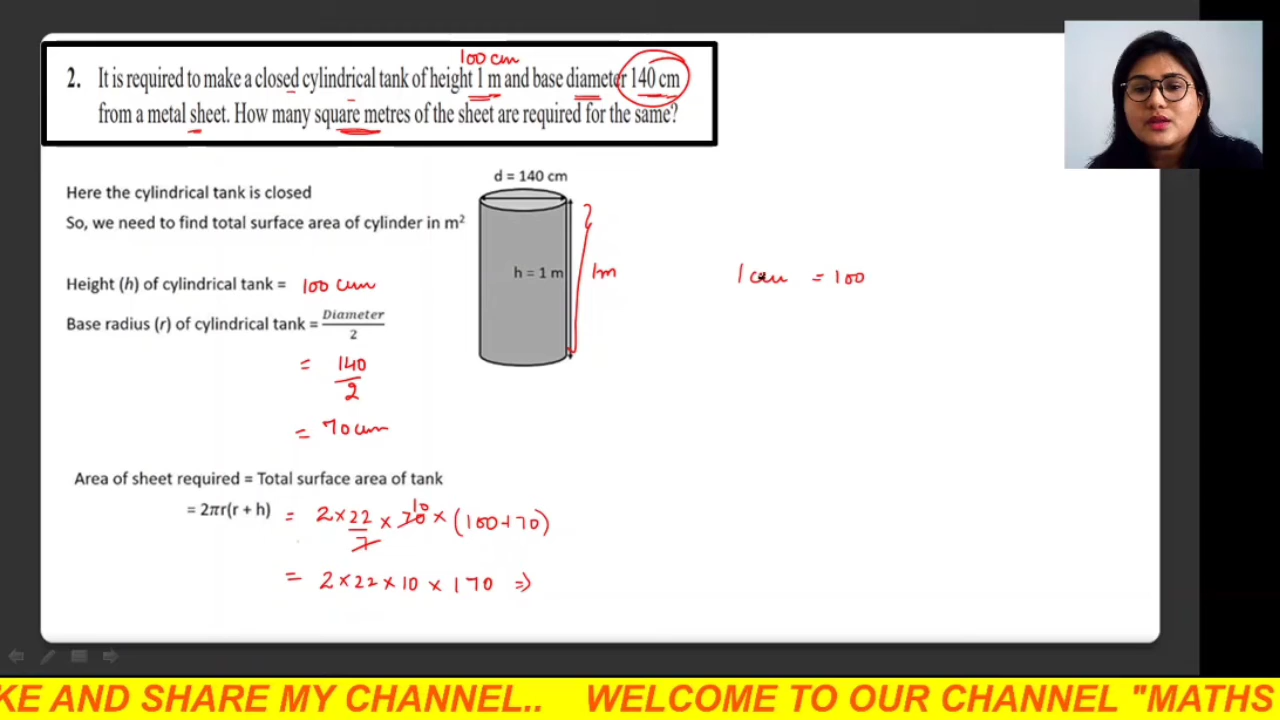 100 cm
2. It is required to make a closed cylindrical tank of height 1 m and base diameter 140 cm
from a metal sheet. How many square metres of the sheet are required for the same?
d = 140 cm
Here the cylindrical tank is closed
So, we need to find total surface area of cylinder in m²
h = 1 m
1m
1 cm = 100
Height (h) of cylindrical tank = 100 cm
Base radius (r) of cylindrical tank = Diameter/2
= 140/2
= 70 cm
Area of sheet required = Total surface area of tank
= 2πr(r + h) = 2 × 22/7 × 70 10 × (100+70)
= 2 × 22 × 10 × 170 ⇒
KE AND SHARE MY CHANNEL.. WELCOME TO OUR CHANNEL "MATHS